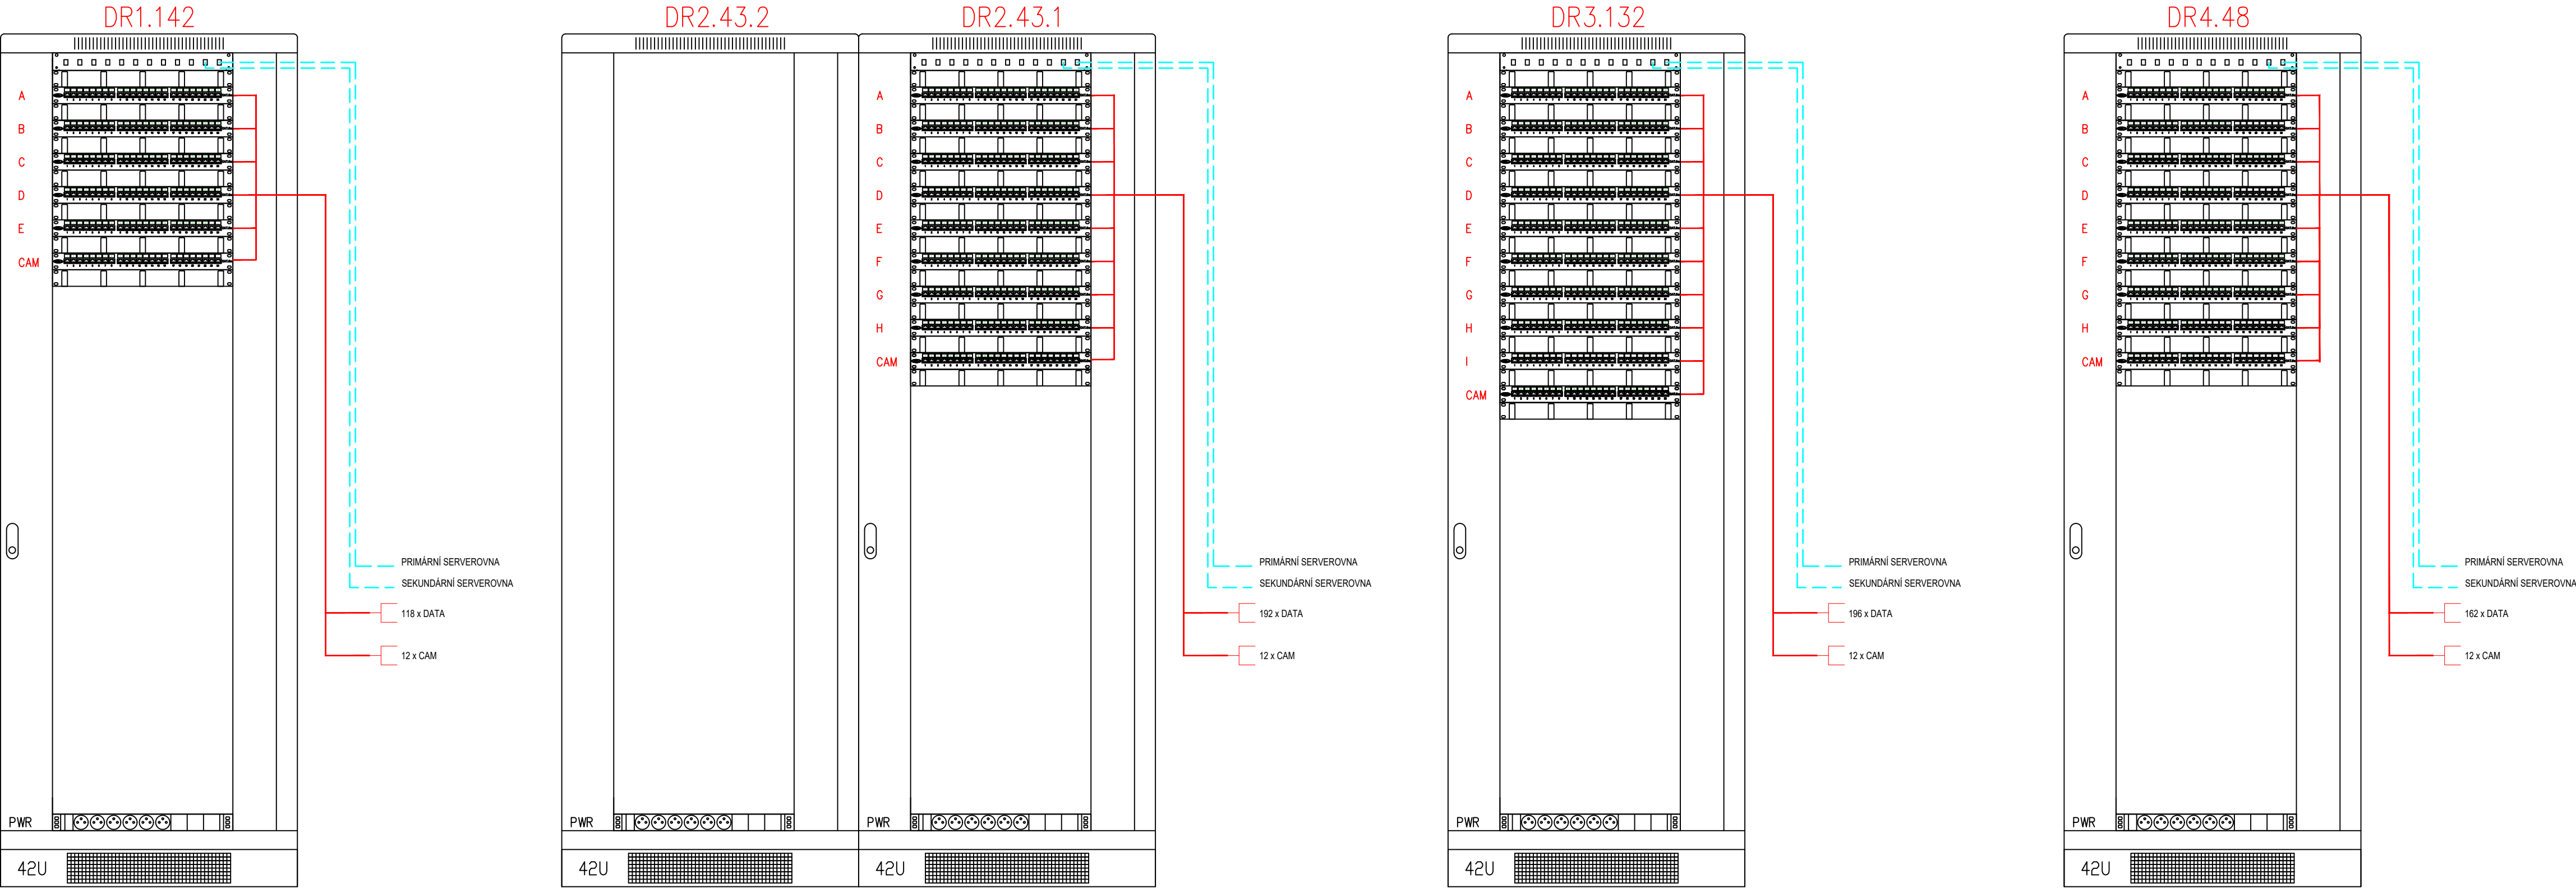 DR1.142
A
B
C
D
E
CAM
PRIMÁRNÍ SERVEROVNA
SEKUNDÁRNÍ SERVEROVNA
118 x DATA
12 x CAM
PWR
42U
DR2.43.2
PWR
42U
DR2.43.1
A
B
C
D
E
F
G
H
CAM
PRIMÁRNÍ SERVEROVNA
SEKUNDÁRNÍ SERVEROVNA
192 x DATA
12 x CAM
PWR
42U
DR3.132
A
B
C
D
E
F
G
H
I
CAM
PRIMÁRNÍ SERVEROVNA
SEKUNDÁRNÍ SERVEROVNA
196 x DATA
12 x CAM
PWR
42U
DR4.48
A
B
C
D
E
F
G
H
CAM
PRIMÁRNÍ SERVEROVNA
SEKUNDÁRNÍ SERVEROVNA
162 x DATA
12 x CAM
PWR
42U